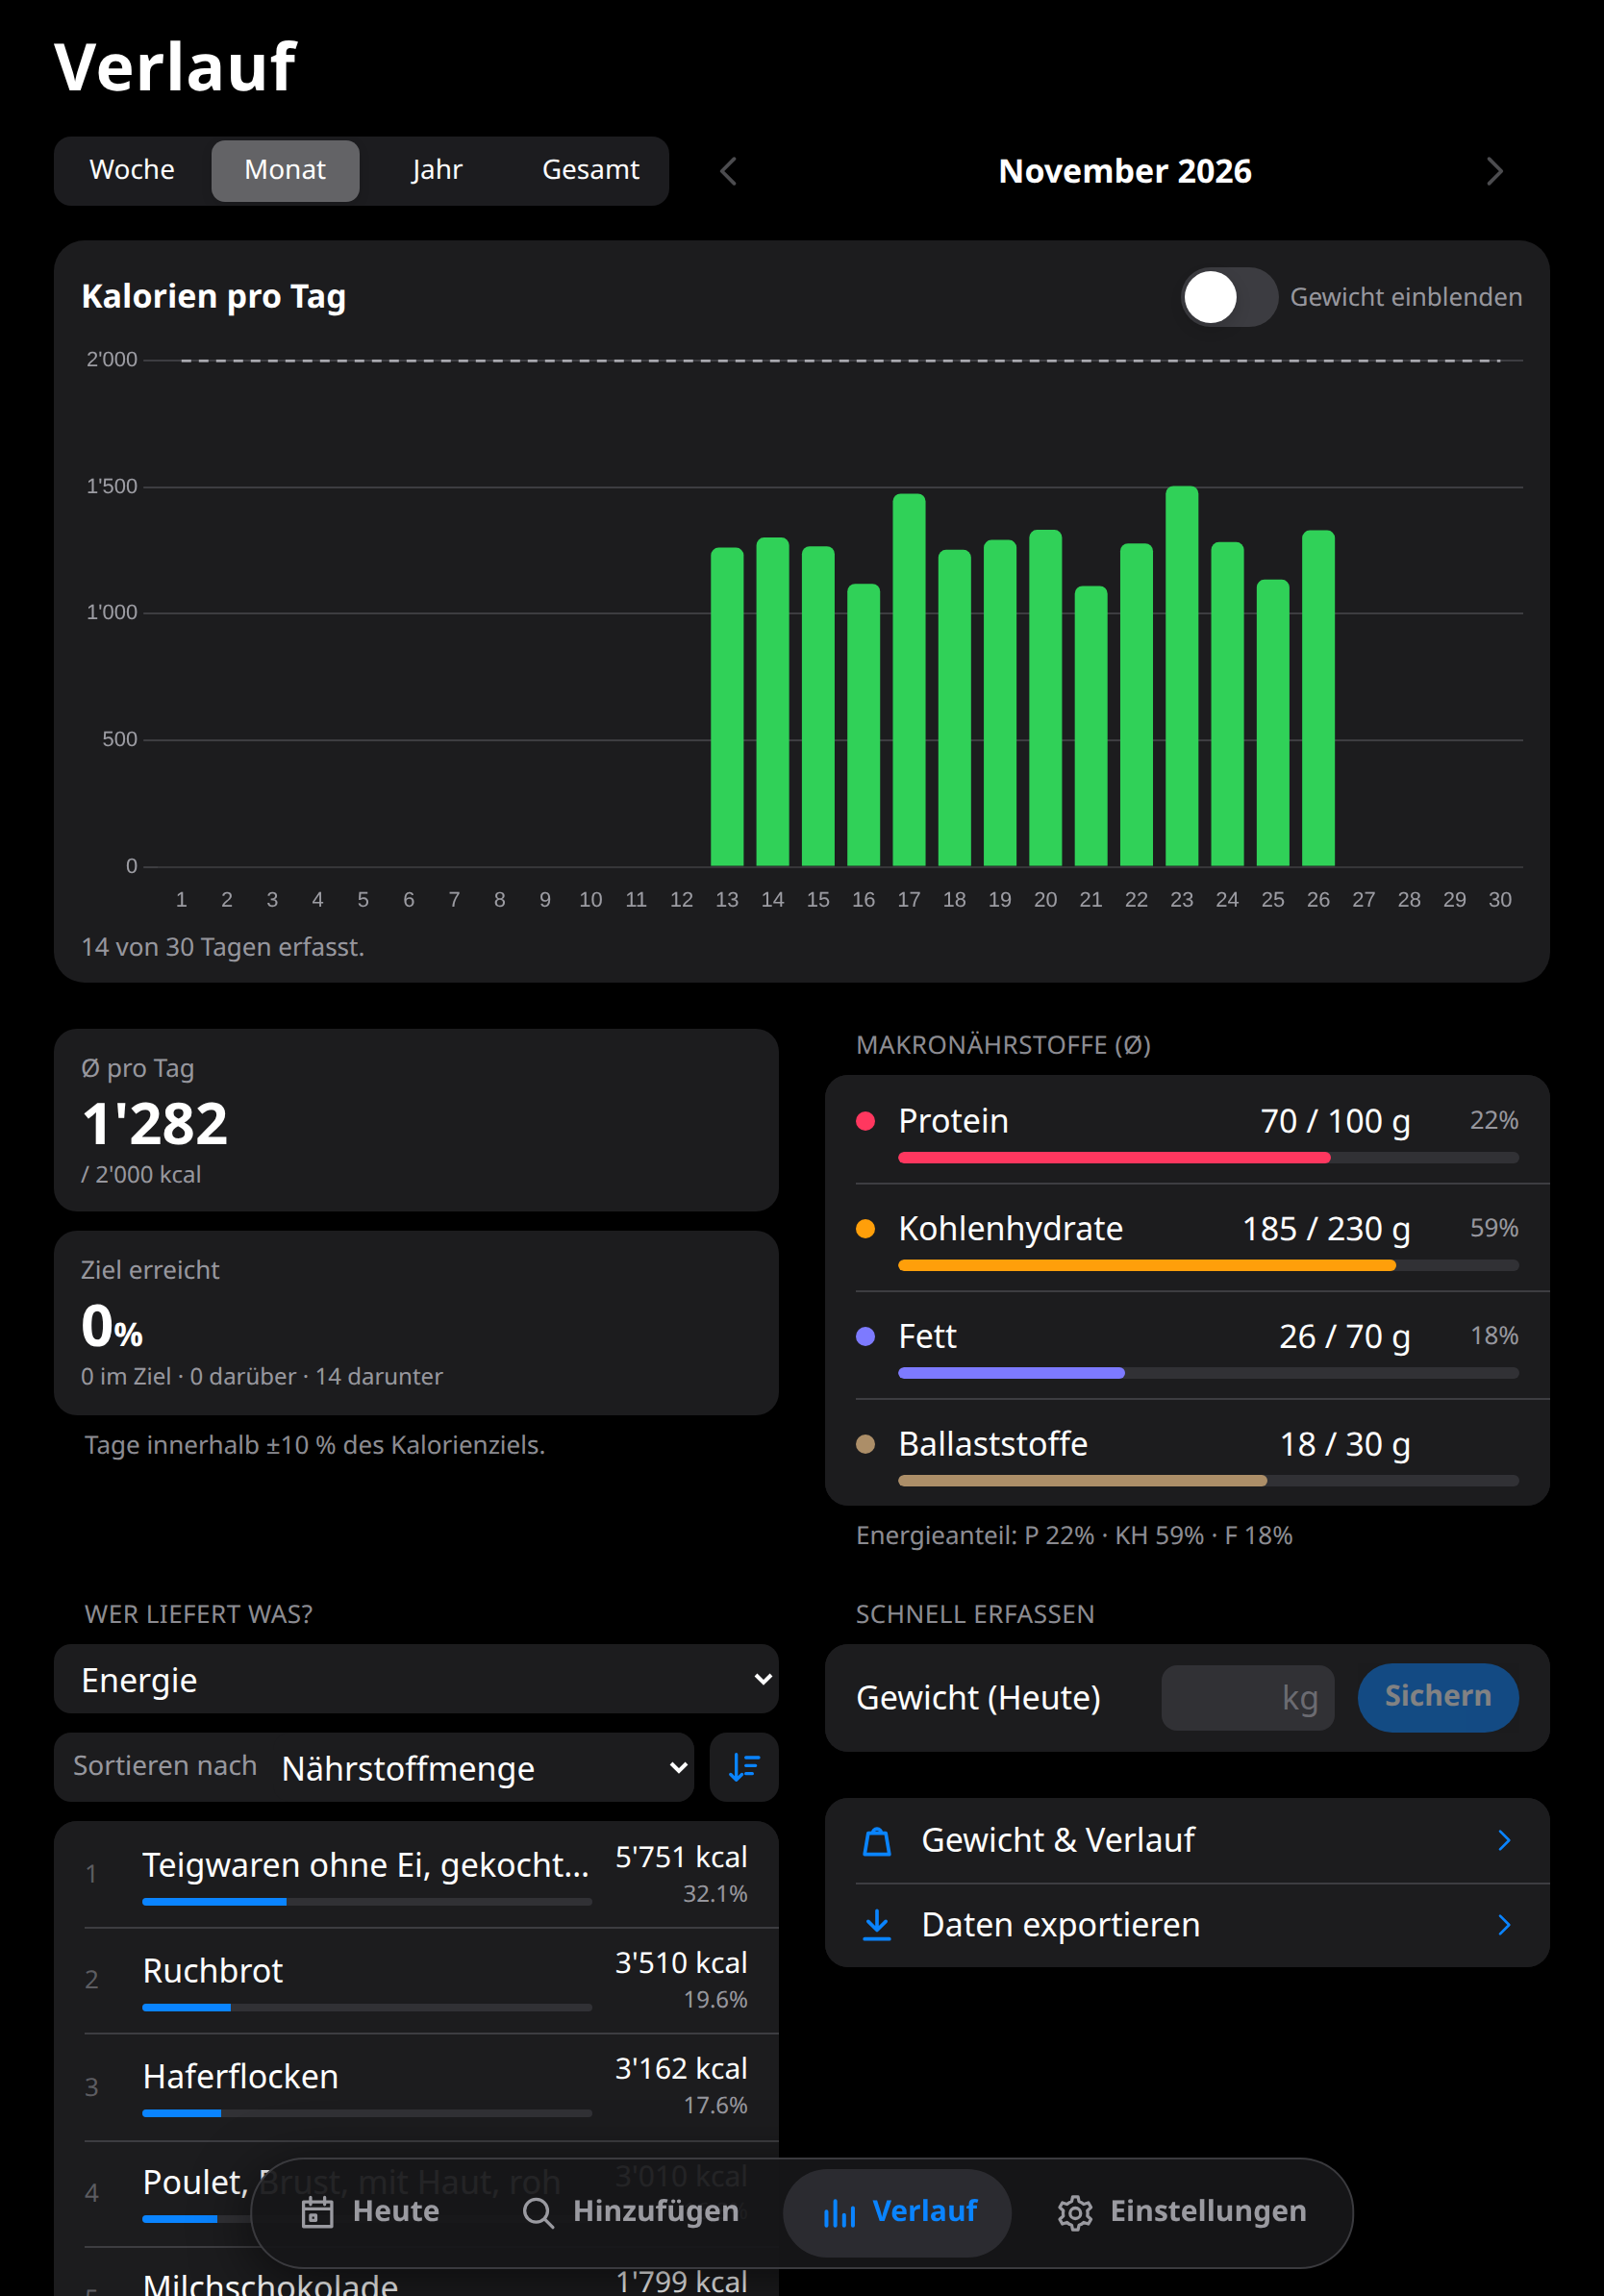 Verlauf
Woche Monat Jahr Gesamt
November 2026
Kalorien pro Tag
Gewicht einblenden
2'000
1'500
1'000
500
0
1 2 3 4 5 6 7 8 9 10 11 12 13 14 15 16 17 18 19 20 21 22 23 24 25 26 27 28 29 30
14 von 30 Tagen erfasst.
Ø pro Tag
1'282
/ 2'000 kcal
Ziel erreicht
0%
0 im Ziel · 0 darüber · 14 darunter
Tage innerhalb ±10 % des Kalorienziels.
MAKRONÄHRSTOFFE (Ø)
Protein 70 / 100 g 22%
Kohlenhydrate 185 / 230 g 59%
Fett 26 / 70 g 18%
Ballaststoffe 18 / 30 g
Energieanteil: P 22% · KH 59% · F 18%
WER LIEFERT WAS?
Energie
Sortieren nach Nährstoffmenge
1 Teigwaren ohne Ei, gekocht... 5'751 kcal
32.1%
2 Ruchbrot 3'510 kcal
19.6%
3 Haferflocken 3'162 kcal
17.6%
4 Poulet, Brust, mit Haut, roh 3'010 kcal
Milchschokolade 1'799 kcal
SCHNELL ERFASSEN
Gewicht (Heute) kg Sichern
Gewicht & Verlauf
Daten exportieren
Heute Hinzufügen Verlauf Einstellungen